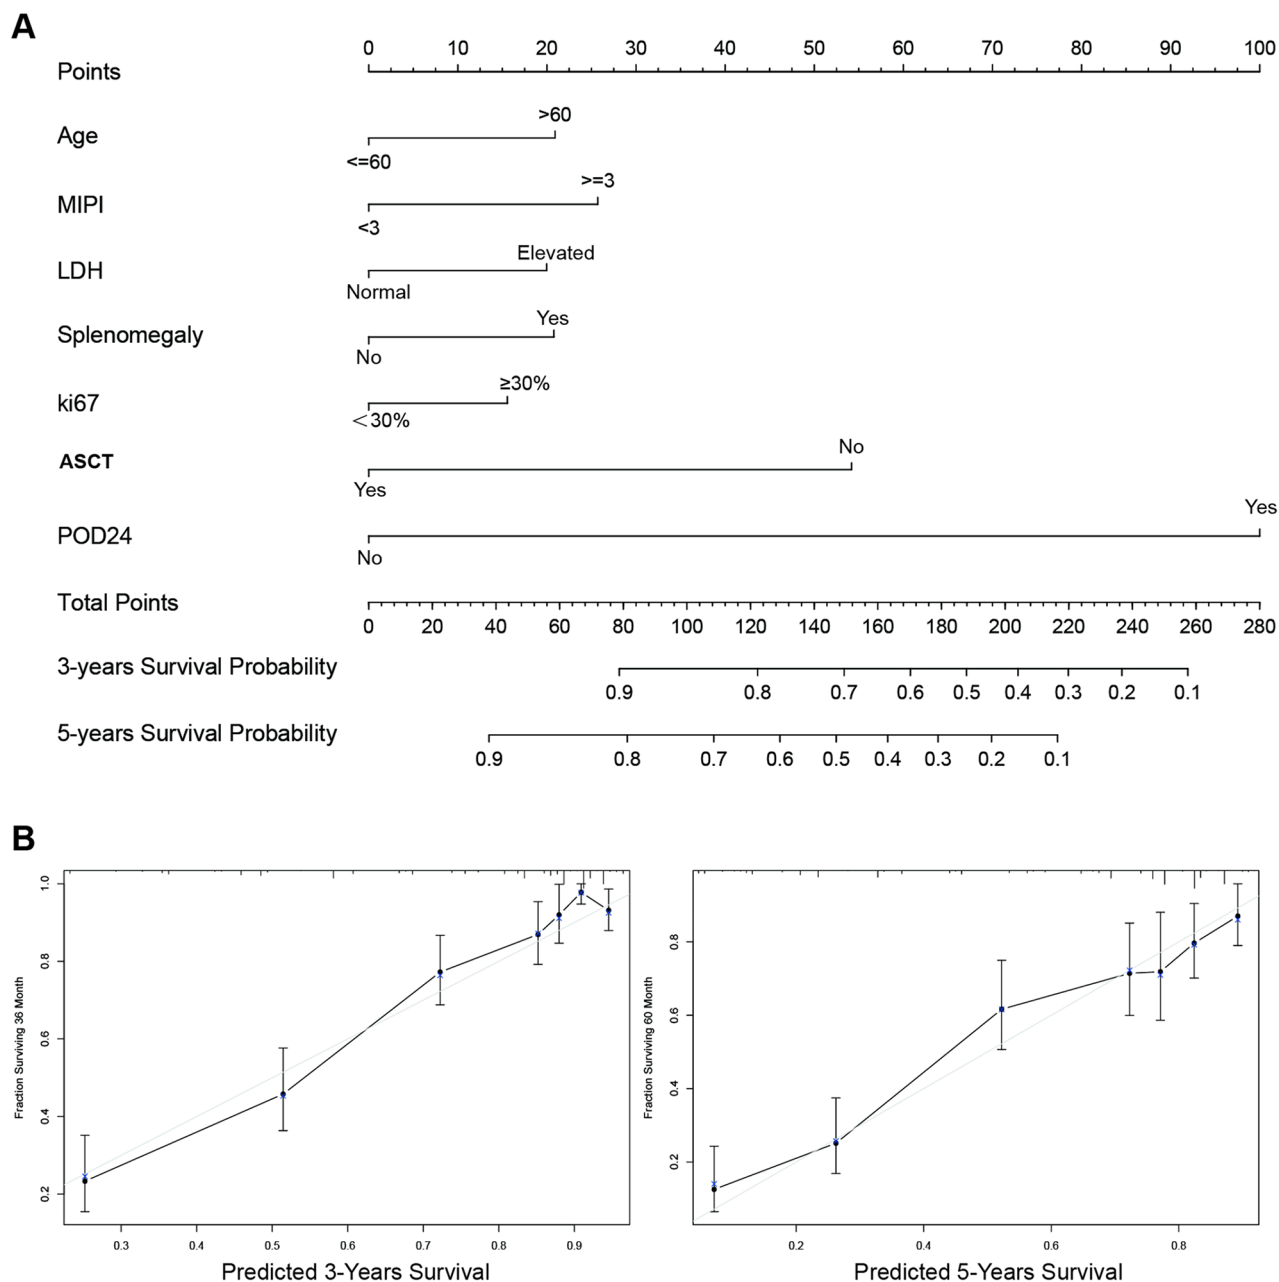 A
0 10 20 30 40 50 60 70 80 90 100
Points
>60
Age
<=60
>=3
MIPI
<3
Elevated
LDH
Normal
Yes
Splenomegaly
No
≥30%
ki67
<30%
No
ASCT
Yes
Yes
POD24
No
Total Points
0 20 40 60 80 100 120 140 160 180 200 220 240 260 280
3-years Survival Probability
0.9 0.8 0.7 0.6 0.5 0.4 0.3 0.2 0.1
5-years Survival Probability
0.9 0.8 0.7 0.6 0.5 0.4 0.3 0.2 0.1
B
Fraction Surviving 36 Month
1.0
0.8
0.6
0.4
0.2
0.3 0.4 0.5 0.6 0.7 0.8 0.9
Predicted 3-Years Survival
Fraction Surviving 60 Month
0.8
0.6
0.4
0.2
0.2 0.4 0.6 0.8
Predicted 5-Years Survival